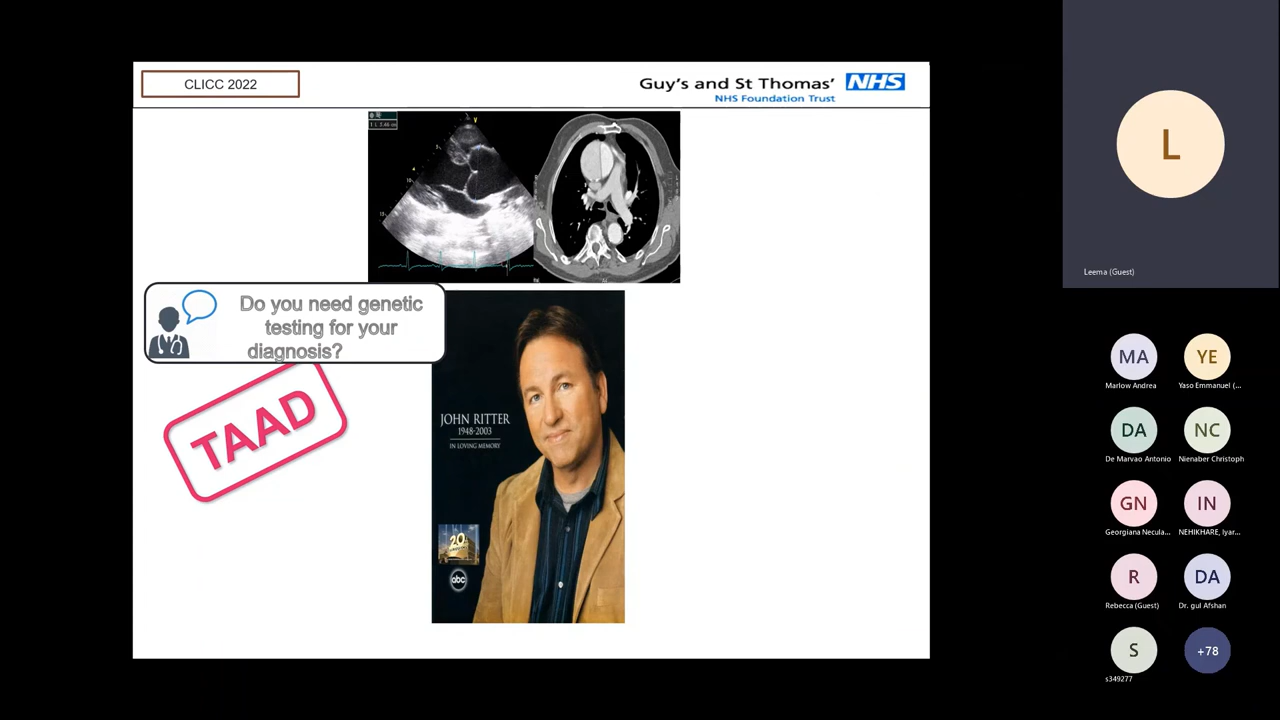 CLICC 2022
Guy's and St Thomas' NHS
NHS Foundation Trust
Do you need genetic
testing for your
diagnosis?
TAAD
JOHN RITTER
1948-2003
IN LOVING MEMORY
20
abc
L
Leema (Guest)
MA
YE
Marlow Andrea
Yaso Emmanuel (...
DA
NC
De Marvao Antonio
Nienaber Christoph
GN
IN
Georgiana Necula...
NEHIKHARE, Iyar...
R
DA
Rebecca (Guest)
Dr. gul Afshan
S
+78
s349277